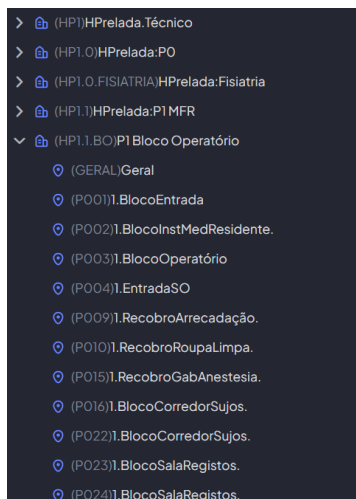 (HP1)HPrelada.Técnico
(HP1.0)HPrelada:P0
(HP1.0.FISIATRIA)HPrelada:Fisiatria
(HP1.1)HPrelada:P1 MFR
(HP1.1.BO)P1 Bloco Operatório
(GERAL)Geral
(P001)1.BlocoEntrada
(P002)1.BlocoInstMedResidente.
(P003)1.BlocoOperatório
(P004)1.EntradaSO
(P009)1.RecobroArrecadação.
(P010)1.RecobroRoupaLimpa.
(P015)1.RecobroGabAnestesia.
(P016)1.BlocoCorredorSujos.
(P022)1.BlocoCorredorSujos.
(P023)1.BlocoSalaRegistos.
(P024)1.BlocoSalaRegistos.